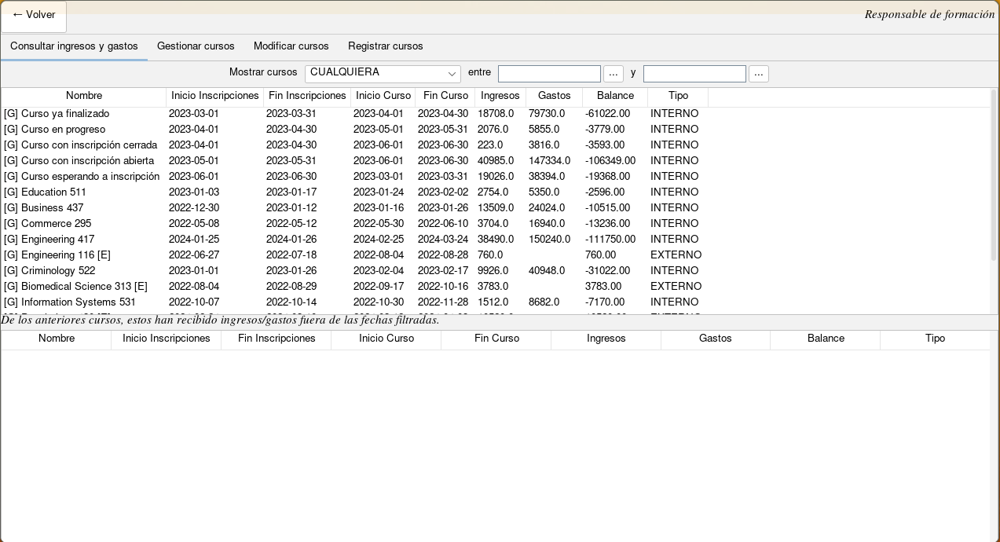 ← Volver
Responsable de formación
Consultar ingresos y gastos Gestionar cursos Modificar cursos Registrar cursos
Mostrar cursos CUALQUIERA entre ... y ...
Nombre Inicio Inscripciones Fin Inscripciones Inicio Curso Fin Curso Ingresos Gastos Balance Tipo
[G] Curso ya finalizado 2023-03-01 2023-03-31 2023-04-01 2023-04-30 18708.0 79730.0 -61022.00 INTERNO
[G] Curso en progreso 2023-04-01 2023-04-30 2023-05-01 2023-05-31 2076.0 5855.0 -3779.00 INTERNO
[G] Curso con inscripción cerrada 2023-04-01 2023-04-30 2023-06-01 2023-06-30 223.0 3816.0 -3593.00 INTERNO
[G] Curso con inscripción abierta 2023-05-01 2023-05-31 2023-06-01 2023-06-30 40985.0 147334.0 -106349.00 INTERNO
[G] Curso esperando a inscripción 2023-06-01 2023-06-30 2023-03-01 2023-03-31 19026.0 38394.0 -19368.00 INTERNO
[G] Education 511 2023-01-03 2023-01-17 2023-01-24 2023-02-02 2754.0 5350.0 -2596.00 INTERNO
[G] Business 437 2022-12-30 2023-01-12 2023-01-16 2023-01-26 13509.0 24024.0 -10515.00 INTERNO
[G] Commerce 295 2022-05-08 2022-05-12 2022-05-30 2022-06-10 3704.0 16940.0 -13236.00 INTERNO
[G] Engineering 417 2024-01-25 2024-01-26 2024-02-25 2024-03-24 38490.0 150240.0 -111750.00 INTERNO
[G] Engineering 116 [E] 2022-06-27 2022-07-18 2022-08-04 2022-08-28 760.0 760.00 EXTERNO
[G] Criminology 522 2023-01-01 2023-01-26 2023-02-04 2023-02-17 9926.0 40948.0 -31022.00 INTERNO
[G] Biomedical Science 313 [E] 2022-08-04 2022-08-29 2022-09-17 2022-10-16 3783.0 3783.00 EXTERNO
[G] Information Systems 531 2022-10-07 2022-10-14 2022-10-30 2022-11-28 1512.0 8682.0 -7170.00 INTERNO
De los anteriores cursos, estos han recibido ingresos/gastos fuera de las fechas filtradas.
Nombre Inicio Inscripciones Fin Inscripciones Inicio Curso Fin Curso Ingresos Gastos Balance Tipo